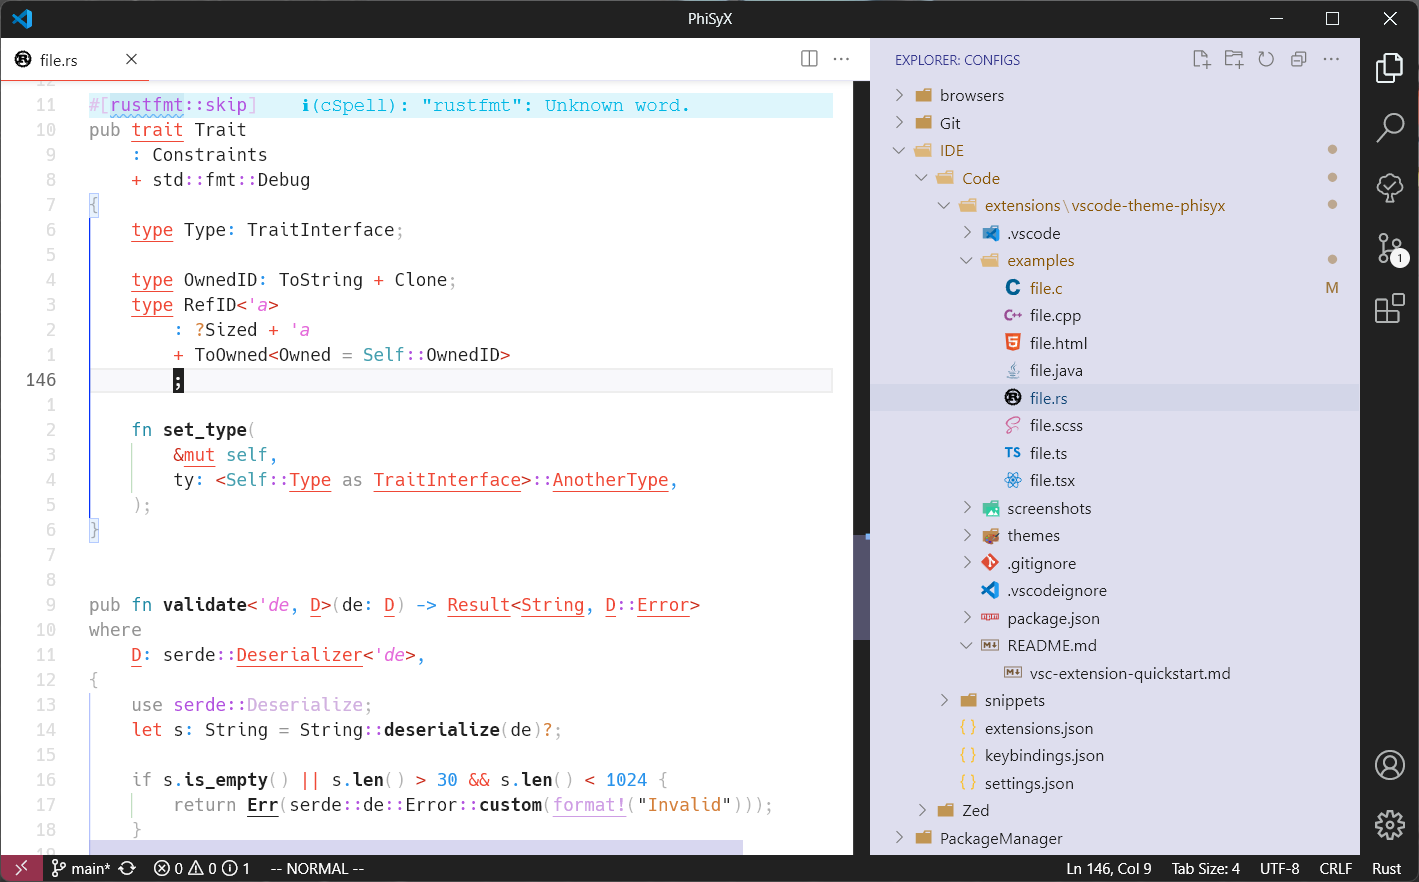 PhiSyX
file.rs
12
11 #[rustfmt::skip] i(cSpell): "rustfmt": Unknown word.
10 pub trait Trait
9 : Constraints
8 + std::fmt::Debug
7 {
6 type Type: TraitInterface;
5
4 type OwnedID: ToString + Clone;
3 type RefID<'a>
2 : ?Sized + 'a
1 + ToOwned<Owned = Self::OwnedID>
146 ;
1
2 fn set_type(
3 &mut self,
4 ty: <Self::Type as TraitInterface>::AnotherType,
5 );
6 }
7
8
9 pub fn validate<'de, D>(de: D) -> Result<String, D::Error>
10 where
11 D: serde::Deserializer<'de>,
12 {
13 use serde::Deserialize;
14 let s: String = String::deserialize(de)?;
15
16 if s.is_empty() || s.len() > 30 && s.len() < 1024 {
17 return Err(serde::de::Error::custom(format!("Invalid")));
18 }
19
EXPLORER: CONFIGS
browsers
Git
IDE
Code
extensions\vscode-theme-phisyx
.vscode
examples
file.c M
file.cpp
file.html
file.java
file.rs
file.scss
TS file.ts
file.tsx
screenshots
themes
.gitignore
.vscodeignore
package.json
README.md
vsc-extension-quickstart.md
snippets
{} extensions.json
{} keybindings.json
{} settings.json
Zed
PackageManager
1
main* 0 0 1 -- NORMAL -- Ln 146, Col 9 Tab Size: 4 UTF-8 CRLF Rust